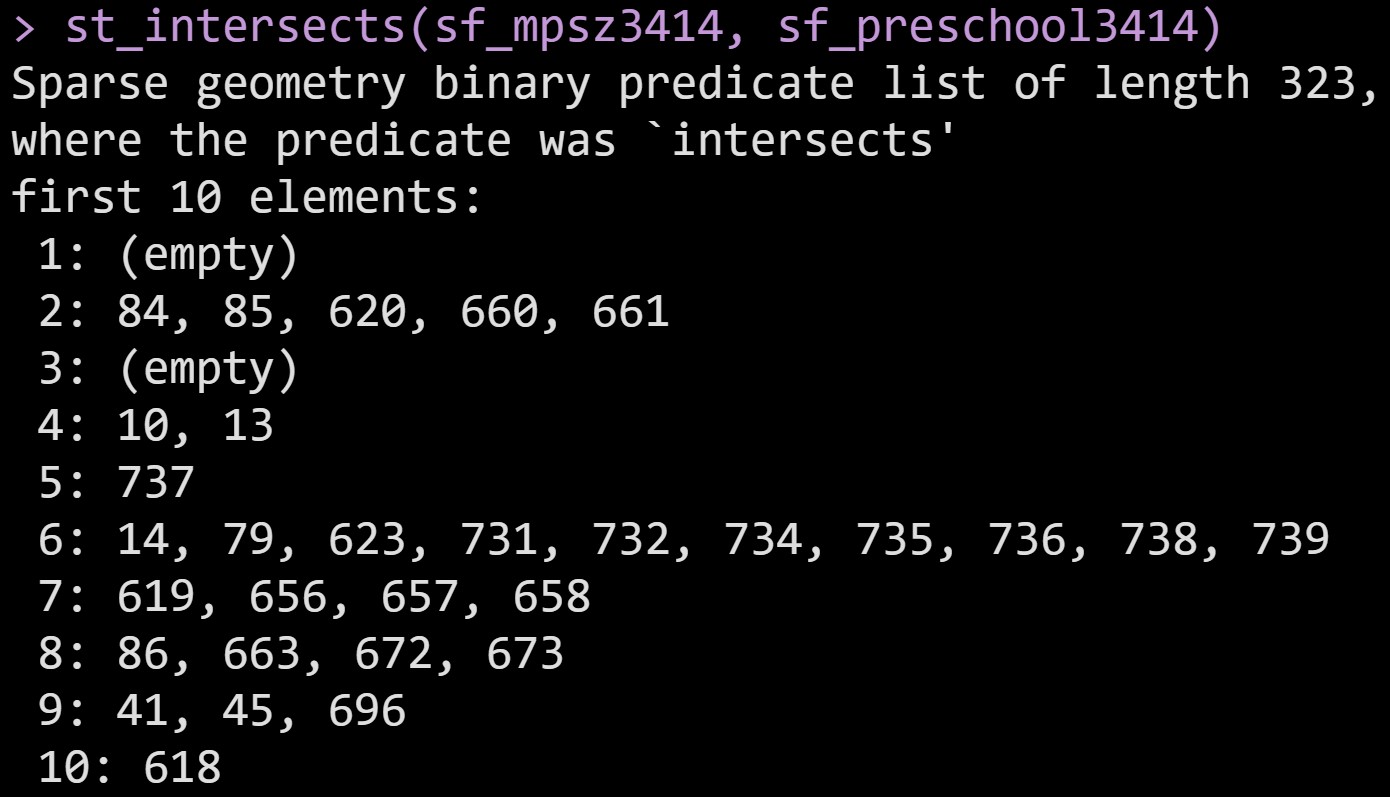 > st_intersects(sf_mpsz3414, sf_preschool3414)
Sparse geometry binary predicate list of length 323,
where the predicate was `intersects'
first 10 elements:
 1: (empty)
 2: 84, 85, 620, 660, 661
 3: (empty)
 4: 10, 13
 5: 737
 6: 14, 79, 623, 731, 732, 734, 735, 736, 738, 739
 7: 619, 656, 657, 658
 8: 86, 663, 672, 673
 9: 41, 45, 696
 10: 618